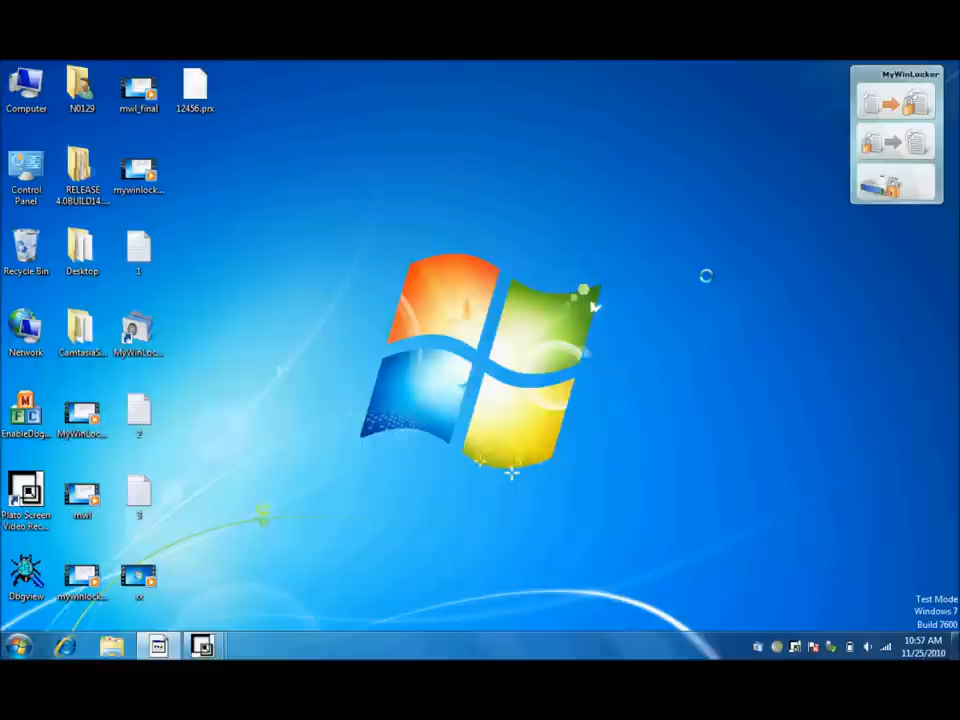 MyWinLocker
Computer
N0129
mwl_final
12456.prx
Control
Panel
RELEASE
4.0BUILD14....
mywinlock...
Recycle Bin
Desktop
1
Network
CamtasiaS...
MyWinLoc...
EnableDbg...
MyWinLoc...
2
Plato Screen
Video Rec...
3
Dbgview
mywinlock...
xx
Test Mode
Windows 7
Build 7600
10:57 AM
11/25/2010